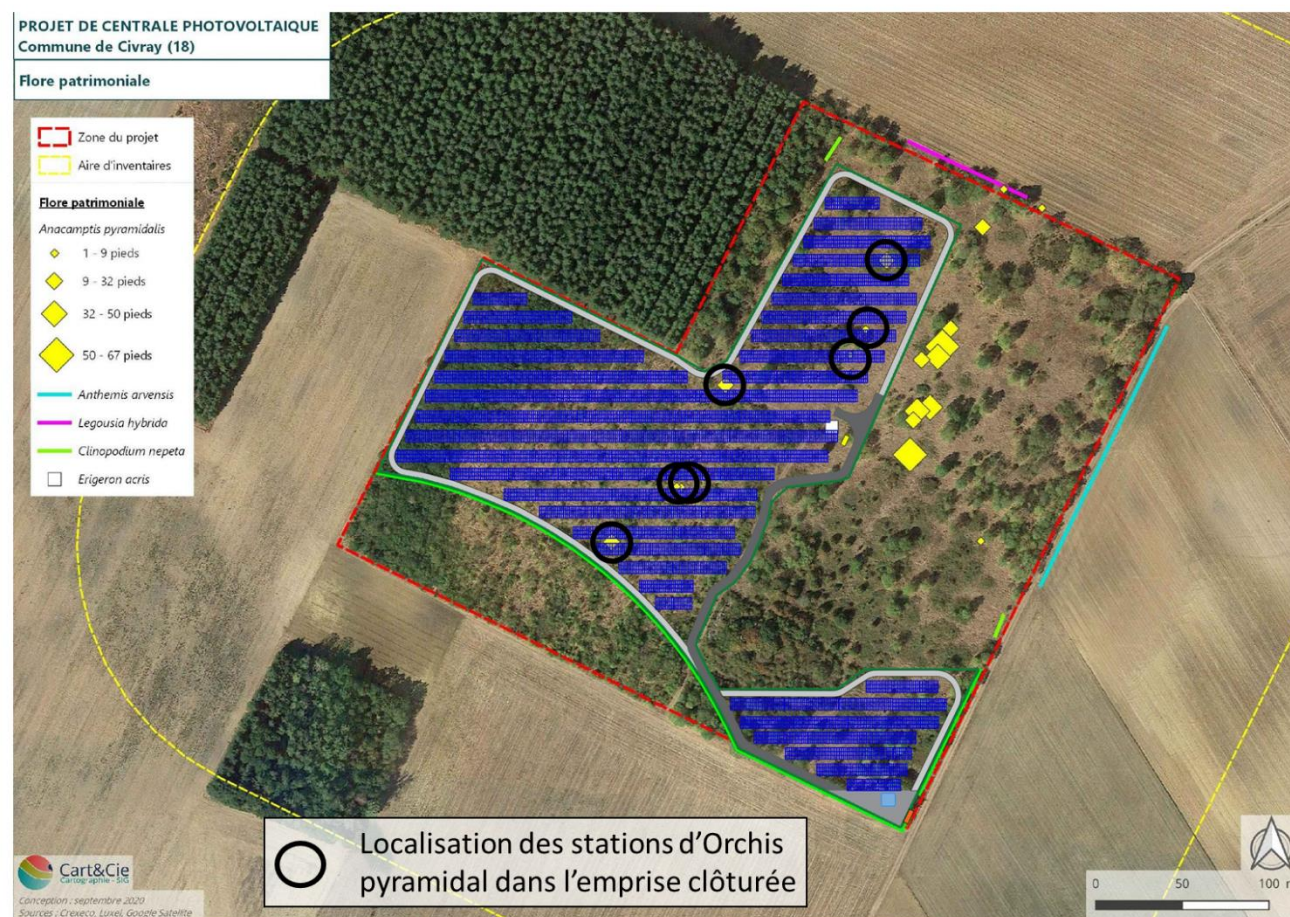 PROJET DE CENTRALE PHOTOVOLTAIQUE
Commune de Civray (18)
Flore patrimoniale
Zone du projet
Aire d'inventaires
Flore patrimoniale
Anacamptis pyramidalis
1 - 9 pieds
9 - 32 pieds
32 - 50 pieds
50 - 67 pieds
Anthemis arvensis
Legousia hybrida
Clinopodium nepeta
Erigeron acris
Localisation des stations d'Orchis
pyramidal dans l'emprise clôturée
Cart&Cie
Cartographie - SIG
Conception : septembre 2020
Sources : Crexeco, Luxel, Google Satellite
0 50 100 m